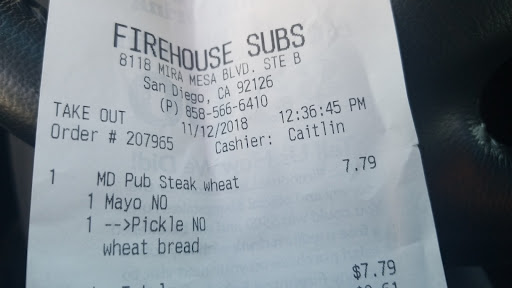 FIREHOUSE SUBS
8118 MIRA MESA BLVD. STE B
San Diego, CA 92126
(P) 858-566-6410
TAKE OUT 11/12/2018 12:36:45 PM
Order # 207965 Cashier: Caitlin
1 MD Pub Steak wheat 7.79
1 Mayo NO
1 -->Pickle NO
wheat bread
$7.79